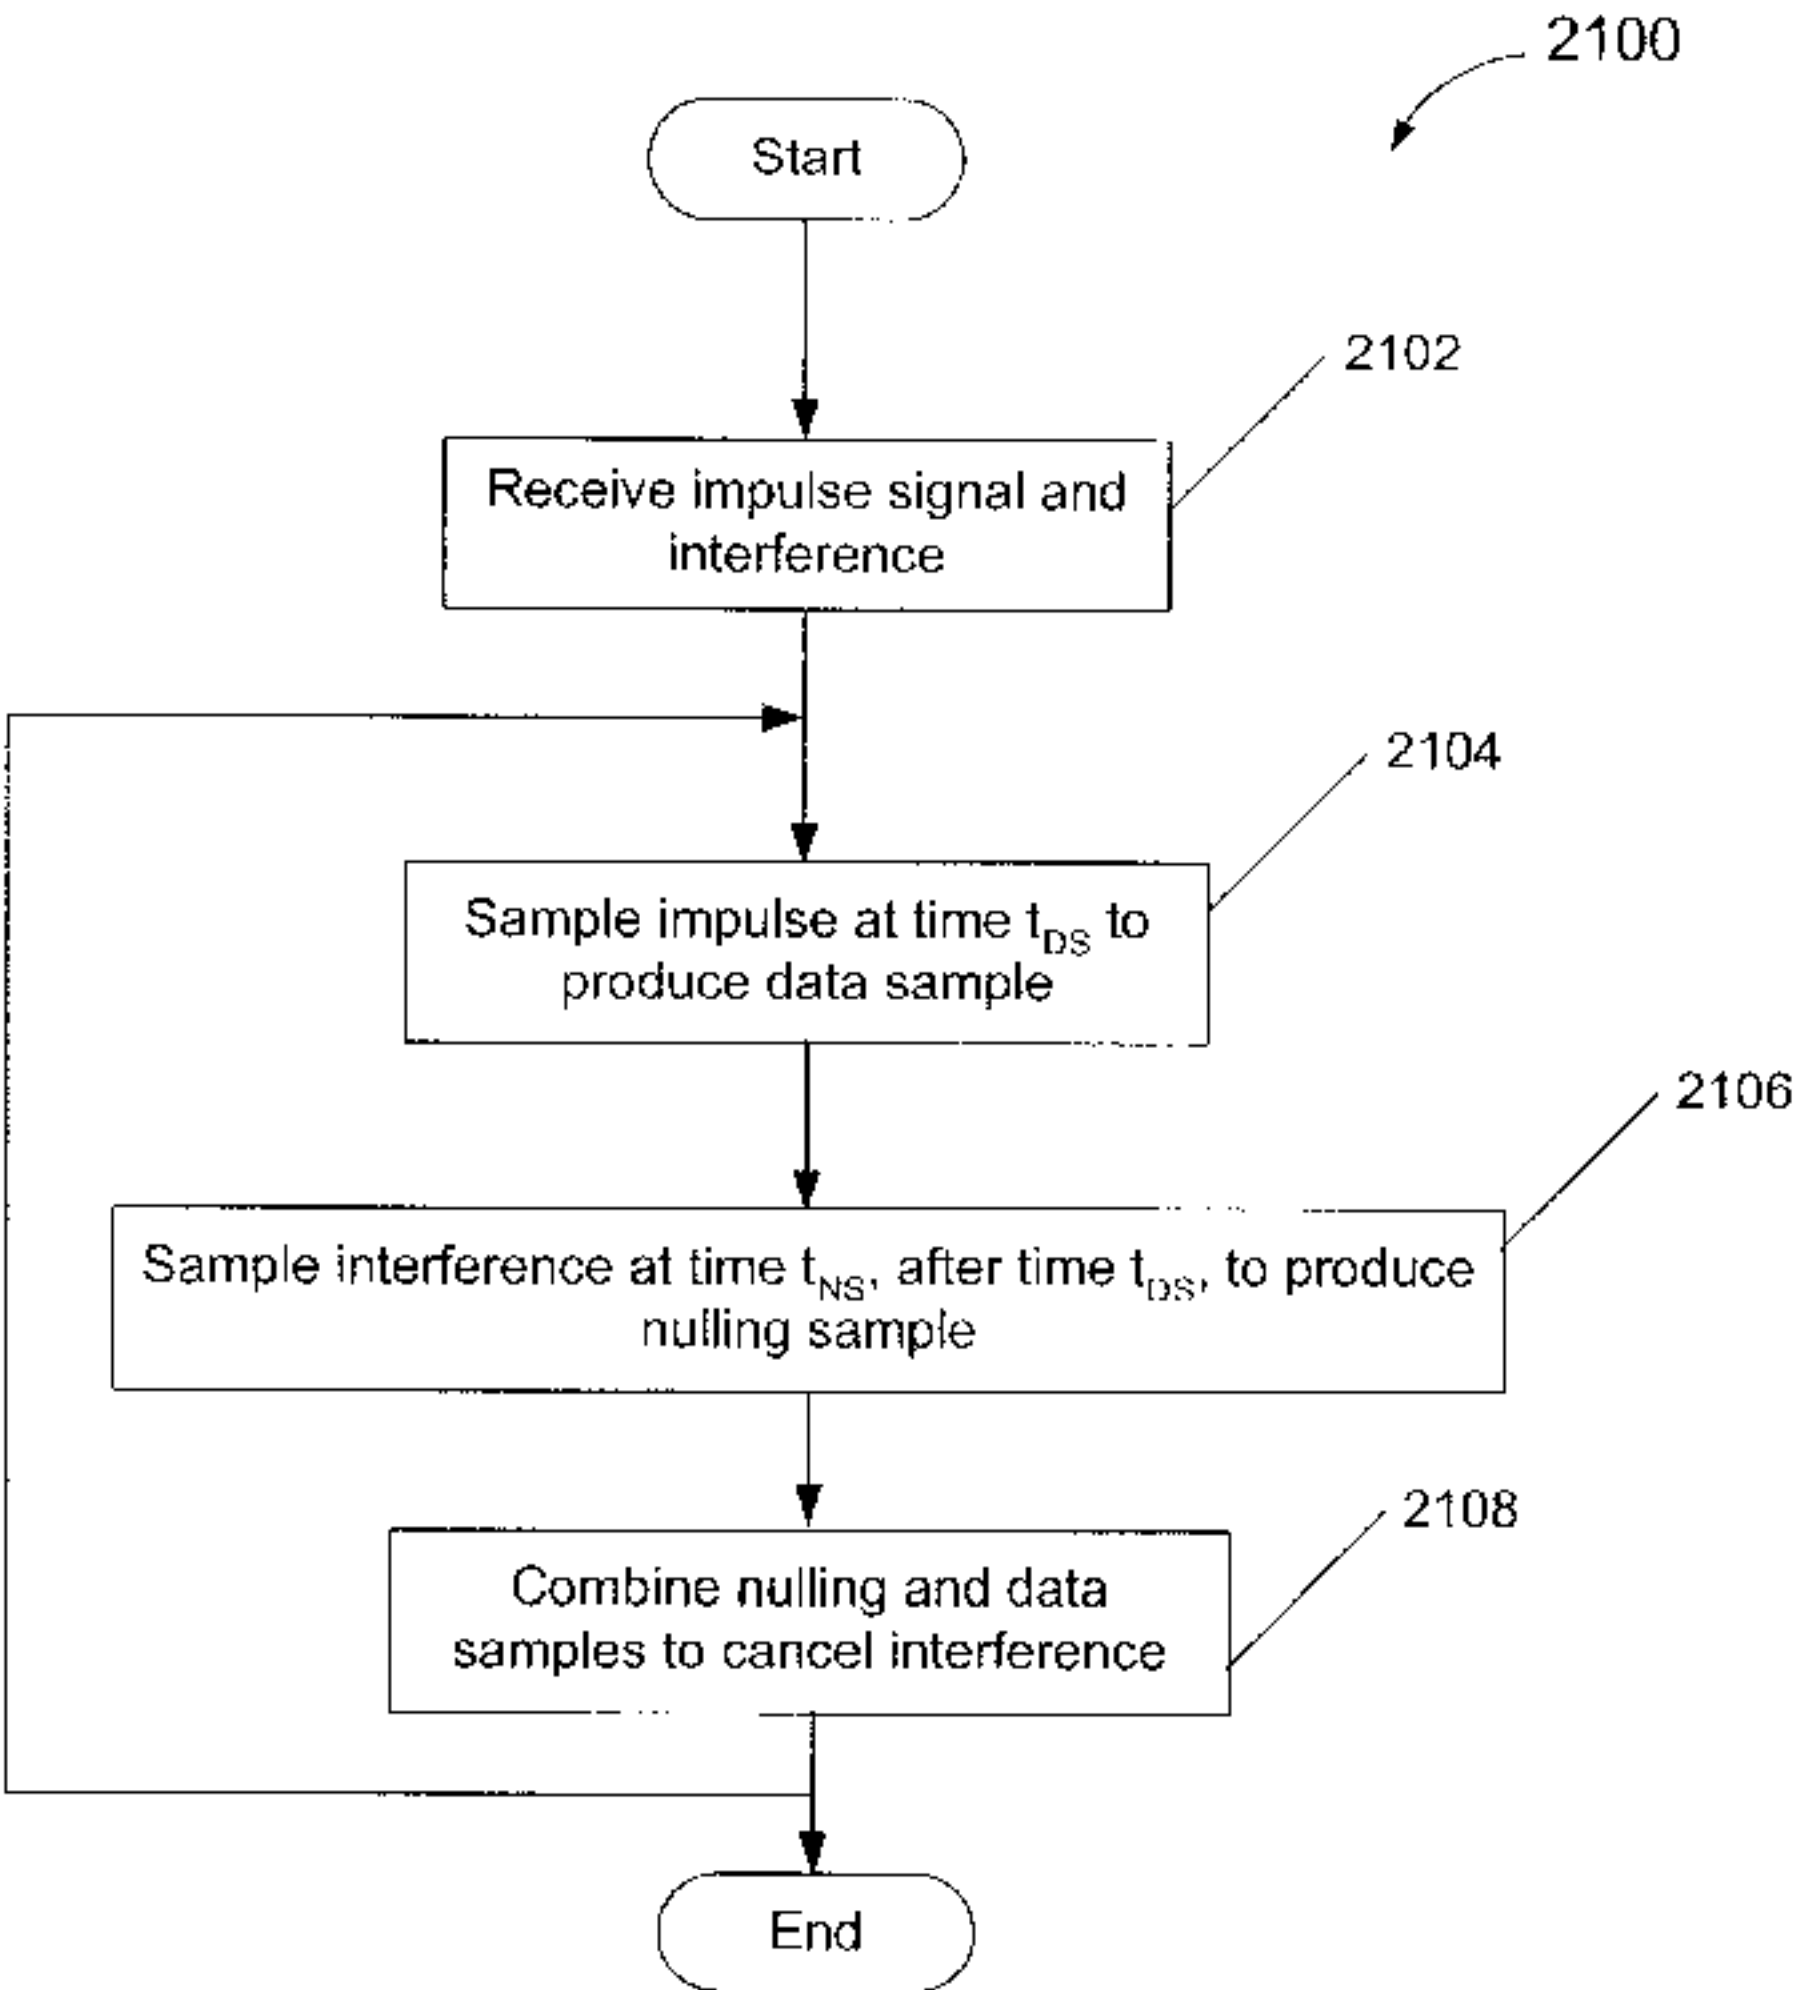 2100
Start
2102
Receive impulse signal and
interference
2104
Sample impulse at time tDS to
produce data sample
2106
Sample interference at time tNS, after time tDS, to produce
nulling sample
2108
Combine nulling and data
samples to cancel interference
End